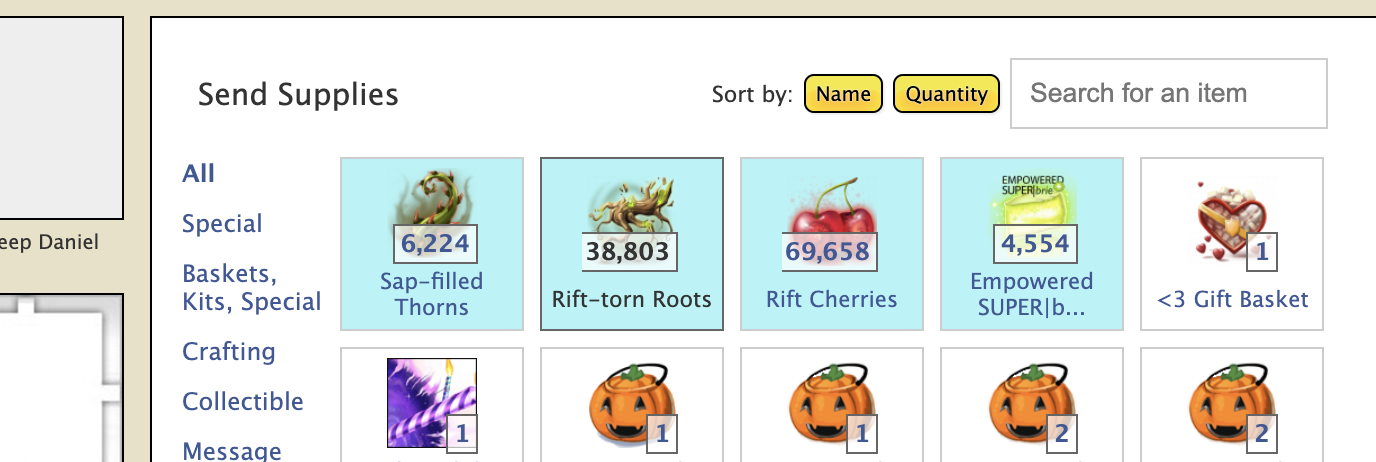 Send Supplies
Sort by: Name Quantity Search for an item
eep Daniel
All
Special
Baskets,
Kits, Special
Crafting
Collectible
Message
6,224
Sap-filled
Thorns
38,803
Rift-torn Roots
69,658
Rift Cherries
EMPOWERED
SUPER|brie
4,554
Empowered
SUPER|b...
1
<3 Gift Basket
1
1
1
2
2